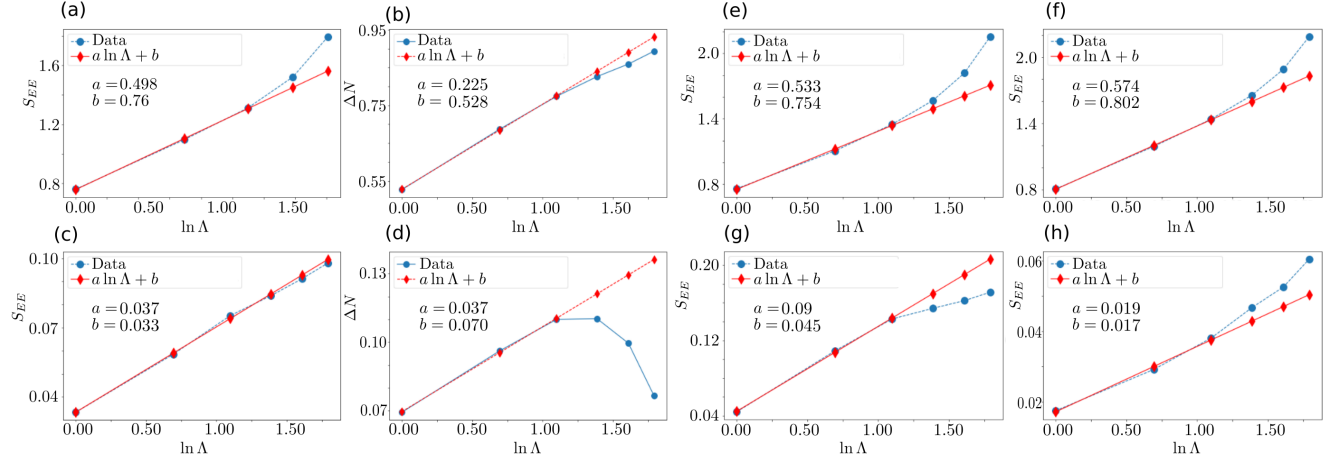 (a)
S_EE
1.6
1.2
0.8
Data
a ln Λ + b
a = 0.498
b = 0.76
0.00
0.50
1.00
1.50
ln Λ
(b)
ΔN
0.95
0.75
0.55
Data
a ln Λ + b
a = 0.225
b = 0.528
0.00
0.50
1.00
1.50
ln Λ
(e)
S_EE
2.0
1.4
0.8
Data
a ln Λ + b
a = 0.533
b = 0.754
0.00
0.50
1.00
1.50
ln Λ
(f)
S_EE
2.0
1.4
0.8
Data
a ln Λ + b
a = 0.574
b = 0.802
0.00
0.50
1.00
1.50
ln Λ
(c)
S_EE
0.10
0.07
0.04
Data
a ln Λ + b
a = 0.037
b = 0.033
0.00
0.50
1.00
1.50
ln Λ
(d)
ΔN
0.13
0.10
0.07
Data
a ln Λ + b
a = 0.037
b = 0.070
0.00
0.50
1.00
1.50
ln Λ
(g)
S_EE
0.20
0.12
0.04
Data
a ln Λ + b
a = 0.09
b = 0.045
0.00
0.50
1.00
1.50
ln Λ
(h)
S_EE
0.06
0.04
0.02
Data
a ln Λ + b
a = 0.019
b = 0.017
0.00
0.50
1.00
1.50
ln Λ